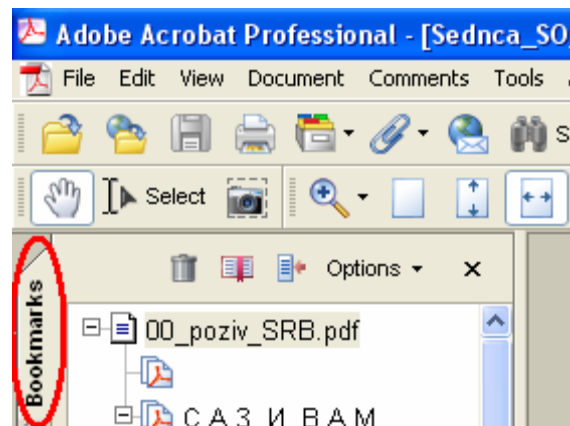 Adobe Acrobat Professional - [Sednca_SO
File Edit View Document Comments Tools
Select
Bookmarks
Options
00_poziv_SRB.pdf
С А З И В А М